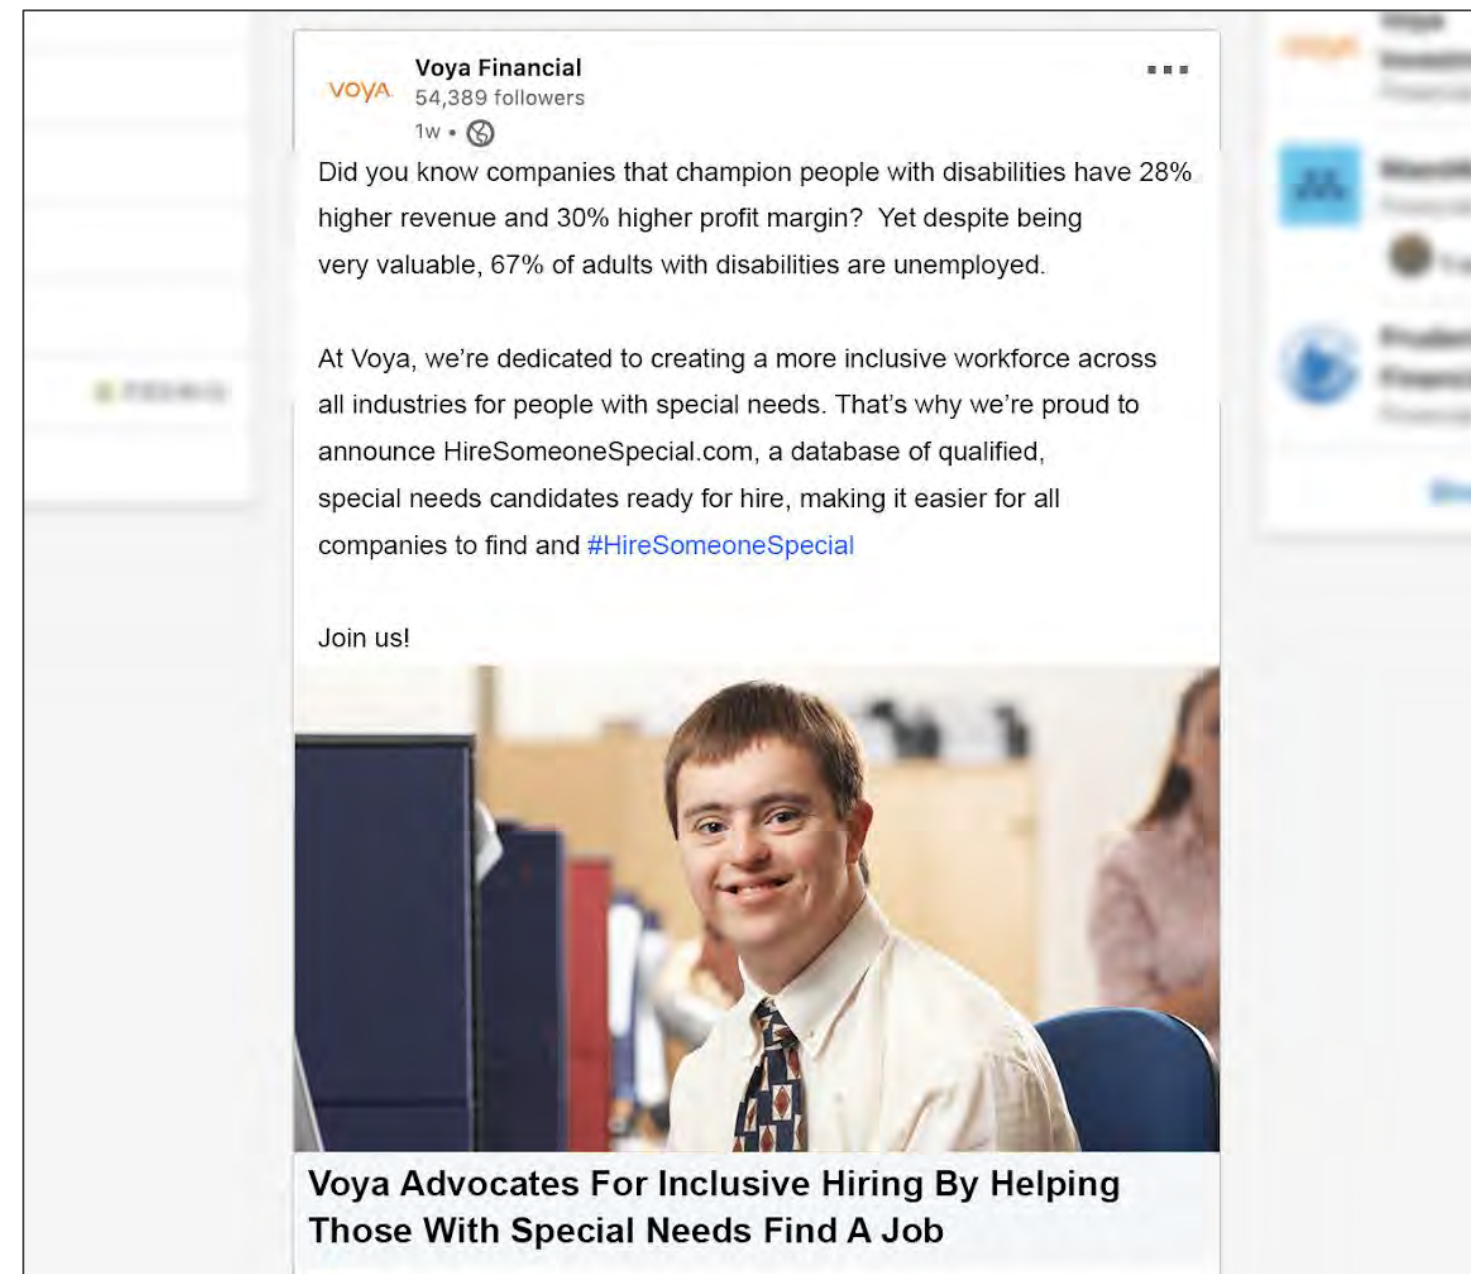 VOYA
Voya Financial
54,389 followers
1w •
Did you know companies that champion people with disabilities have 28%
higher revenue and 30% higher profit margin?  Yet despite being
very valuable, 67% of adults with disabilities are unemployed.
At Voya, we’re dedicated to creating a more inclusive workforce across
all industries for people with special needs. That’s why we’re proud to
announce HireSomeoneSpecial.com, a database of qualified,
special needs candidates ready for hire, making it easier for all
companies to find and #HireSomeoneSpecial
Join us!
Voya Advocates For Inclusive Hiring By Helping
Those With Special Needs Find A Job